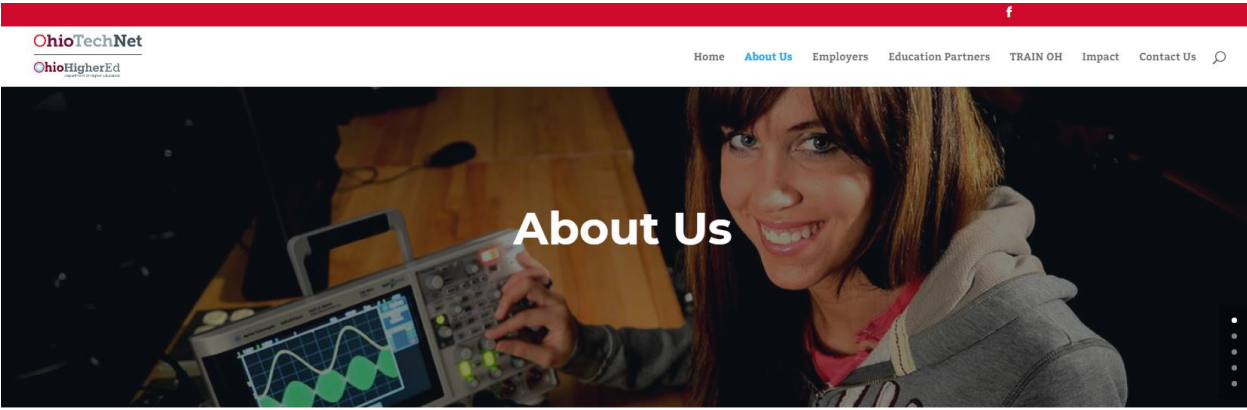 f
OhioTechNet
OhioHigherEd
Home About Us Employers Education Partners TRAIN OH Impact Contact Us
About Us